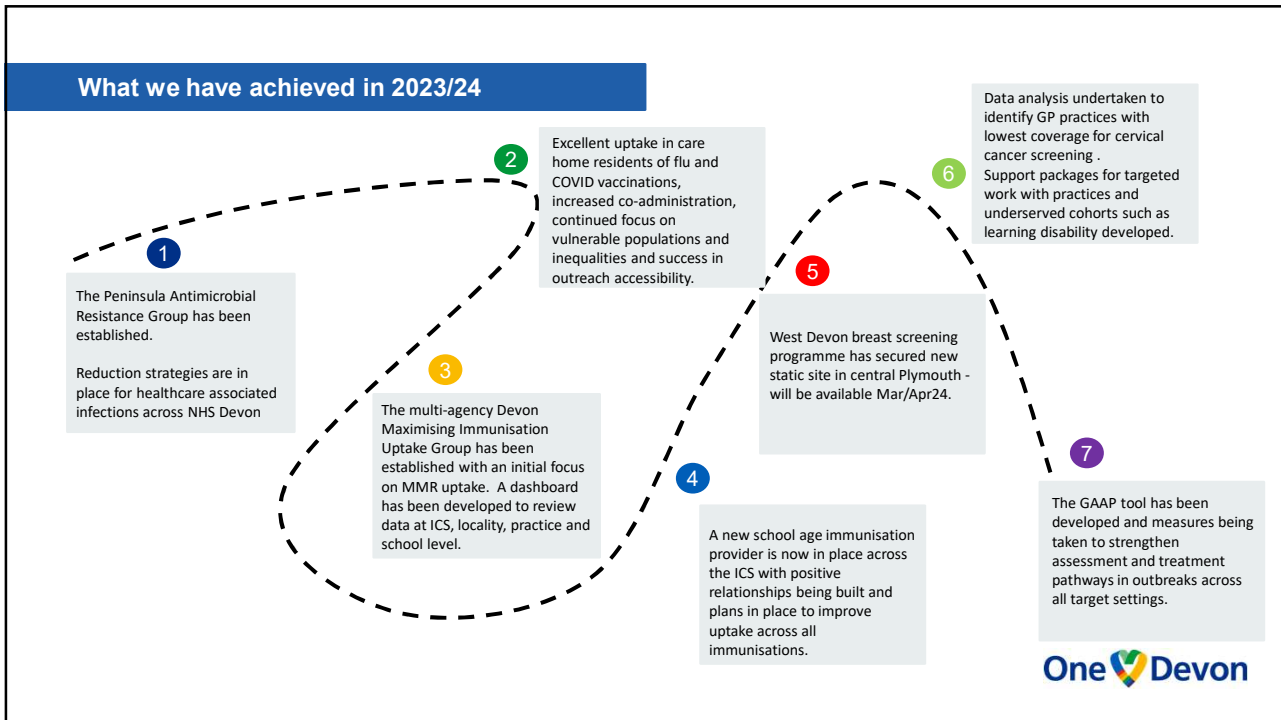 What we have achieved in 2023/24
1
The Peninsula Antimicrobial
Resistance Group has been
established.
Reduction strategies are in
place for healthcare associated
infections across NHS Devon
2
Excellent uptake in care
home residents of flu and
COVID vaccinations,
increased co-administration,
continued focus on
vulnerable populations and
inequalities and success in
outreach accessibility.
3
The multi-agency Devon
Maximising Immunisation
Uptake Group has been
established with an initial focus
on MMR uptake.  A dashboard
has been developed to review
data at ICS, locality, practice and
school level.
4
A new school age immunisation
provider is now in place across
the ICS with positive
relationships being built and
plans in place to improve
uptake across all
immunisations.
5
West Devon breast screening
programme has secured new
static site in central Plymouth -
will be available Mar/Apr24.
6
Data analysis undertaken to
identify GP practices with
lowest coverage for cervical
cancer screening .
Support packages for targeted
work with practices and
underserved cohorts such as
learning disability developed.
7
The GAAP tool has been
developed and measures being
taken to strengthen
assessment and treatment
pathways in outbreaks across
all target settings.
One Devon